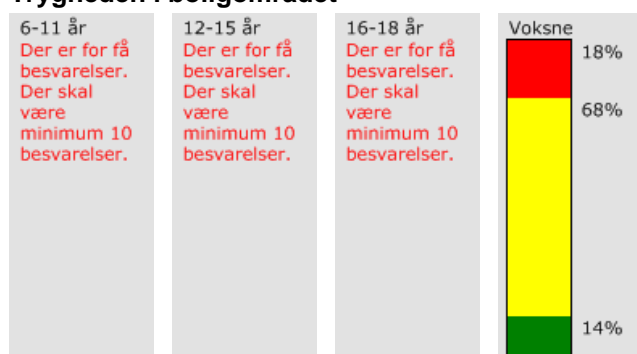 Trygheden i boligområdet
6-11 år
Der er for få
besvarelser.
Der skal
være
minimum 10
besvarelser.
12-15 år
Der er for få
besvarelser.
Der skal
være
minimum 10
besvarelser.
16-18 år
Der er for få
besvarelser.
Der skal
være
minimum 10
besvarelser.
Voksne
18%
68%
14%